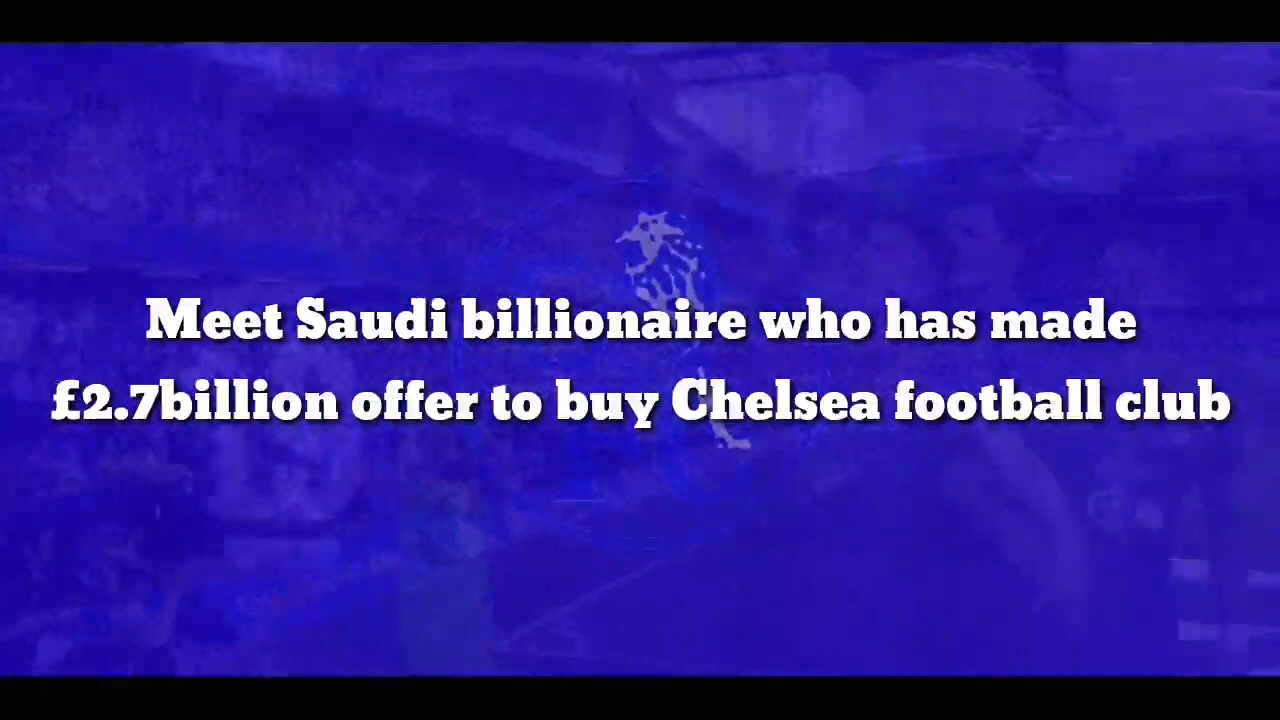 Meet Saudi billionaire who has made
£2.7billion offer to buy Chelsea football club